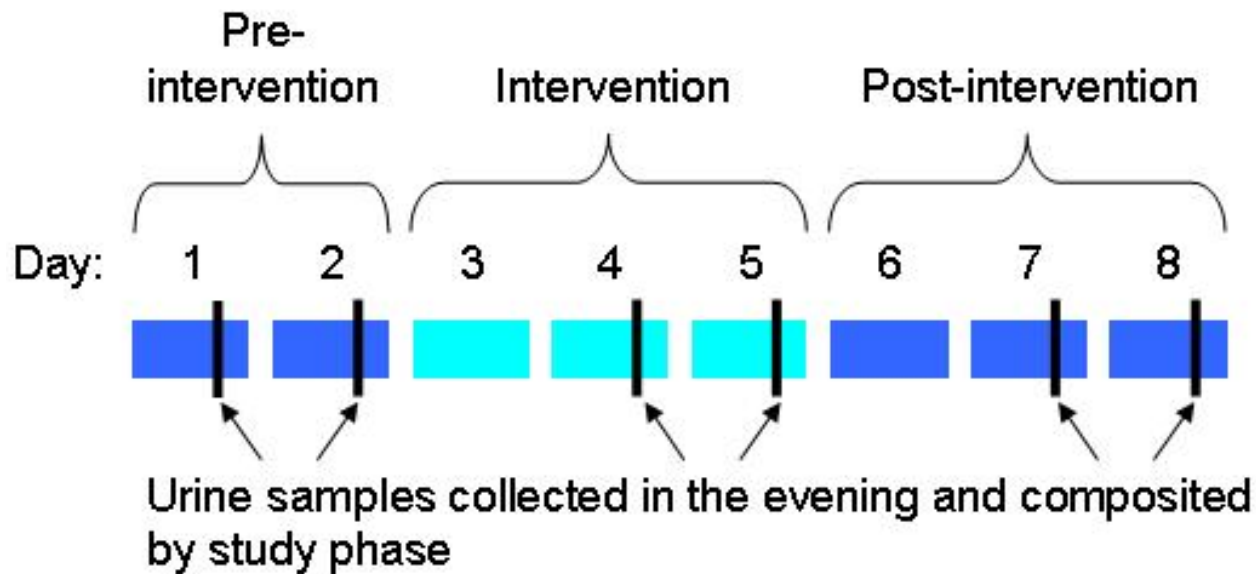 Pre-
intervention
Intervention
Post-intervention
Day: 1 2 3 4 5 6 7 8
Urine samples collected in the evening and composited
by study phase